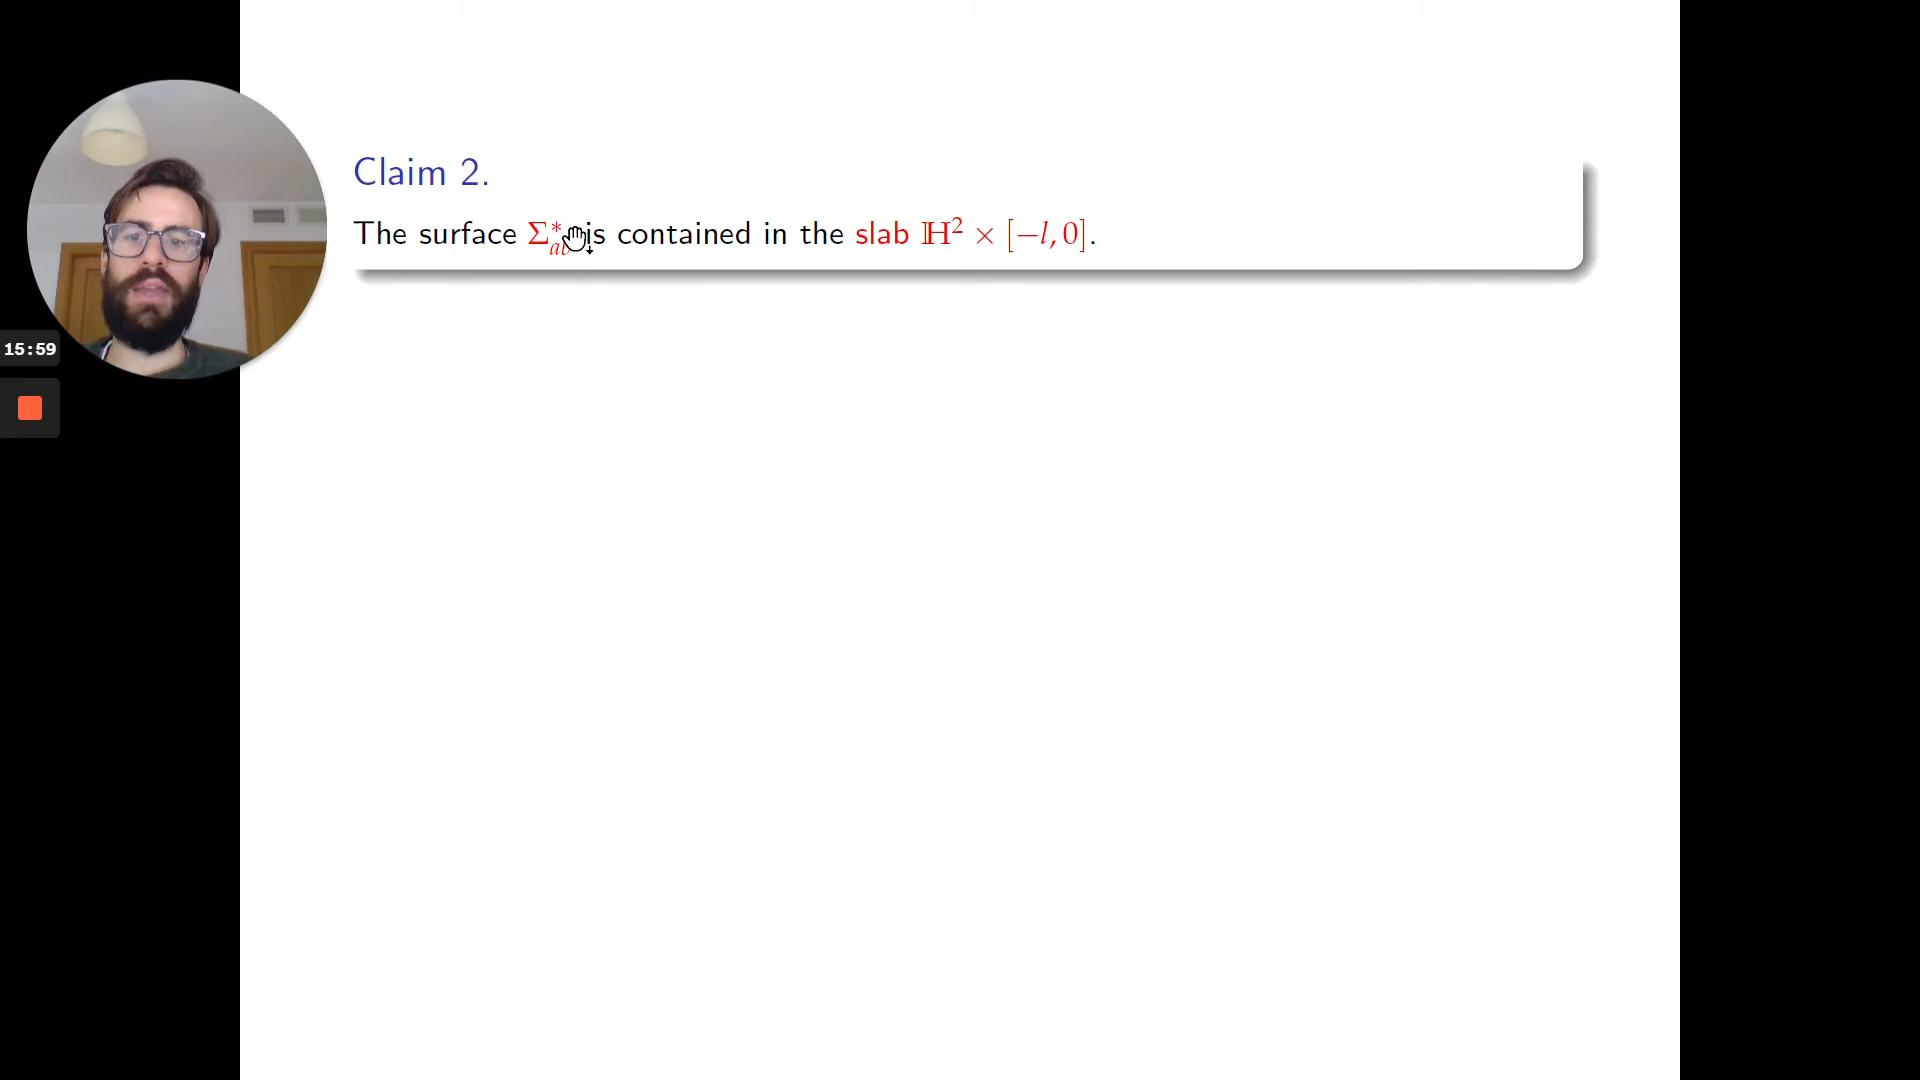 Claim 2.
The surface Σ*ab is contained in the slab ℍ² × [−l, 0].
15:59